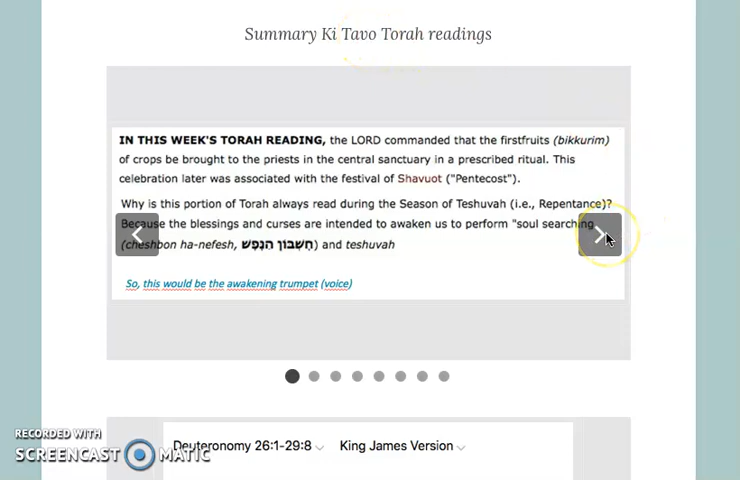 Summary Ki Tavo Torah readings
IN THIS WEEK'S TORAH READING, the LORD commanded that the firstfruits (bikkurim)
of crops be brought to the priests in the central sanctuary in a prescribed ritual. This
celebration later was associated with the festival of Shavuot ("Pentecost").
Why is this portion of Torah always read during the Season of Teshuvah (i.e., Repentance)?
Because the blessings and curses are intended to awaken us to perform "soul searching
(cheshbon ha-nefesh, חֶשְׁבּוֹן הַנֶּפֶשׁ) and teshuvah
So, this would be the awakening trumpet (voice)
Deuteronomy 26:1-29:8 King James Version
RECORDED WITH
SCREENCAST MATIC